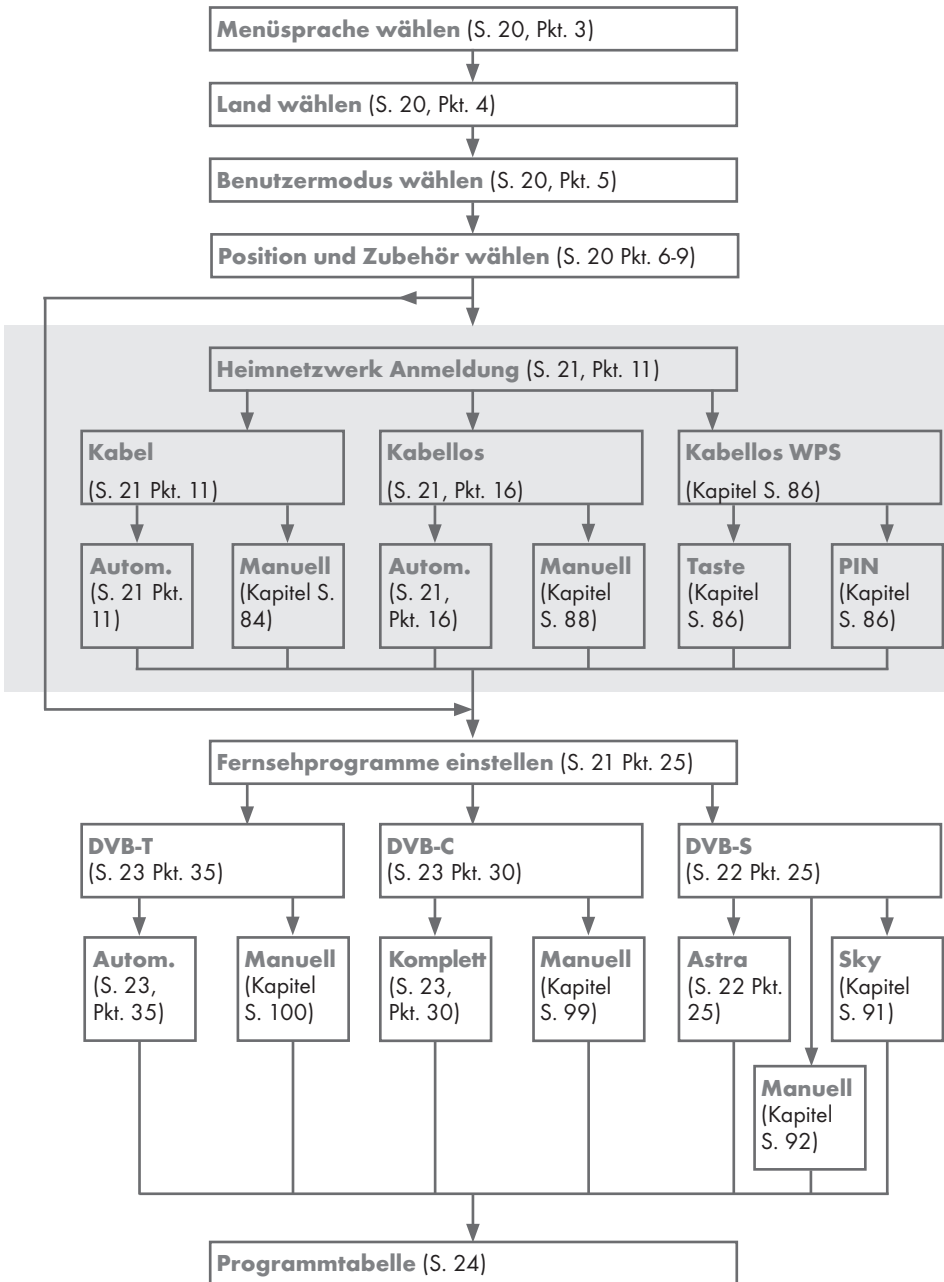 Menüsprache wählen (S. 20, Pkt. 3)
Land wählen (S. 20, Pkt. 4)
Benutzermodus wählen (S. 20, Pkt. 5)
Position und Zubehör wählen (S. 20 Pkt. 6-9)
Heimnetzwerk Anmeldung (S. 21, Pkt. 11)
Kabel
(S. 21 Pkt. 11)
Kabellos
(S. 21, Pkt. 16)
Kabellos WPS
(Kapitel S. 86)
Autom.
(S. 21 Pkt.
11)
Manuell
(Kapitel S.
84)
Autom.
(S. 21,
Pkt. 16)
Manuell
(Kapitel
S. 88)
Taste
(Kapitel
S. 86)
PIN
(Kapitel
S. 86)
Fernsehprogramme einstellen (S. 21 Pkt. 25)
DVB-T
(S. 23 Pkt. 35)
DVB-C
(S. 23 Pkt. 30)
DVB-S
(S. 22 Pkt. 25)
Autom.
(S. 23,
Pkt. 35)
Manuell
(Kapitel
S. 100)
Komplett
(S. 23,
Pkt. 30)
Manuell
(Kapitel
S. 99)
Astra
(S. 22 Pkt.
25)
Sky
(Kapitel
S. 91)
Manuell
(Kapitel
S. 92)
Programmtabelle (S. 24)